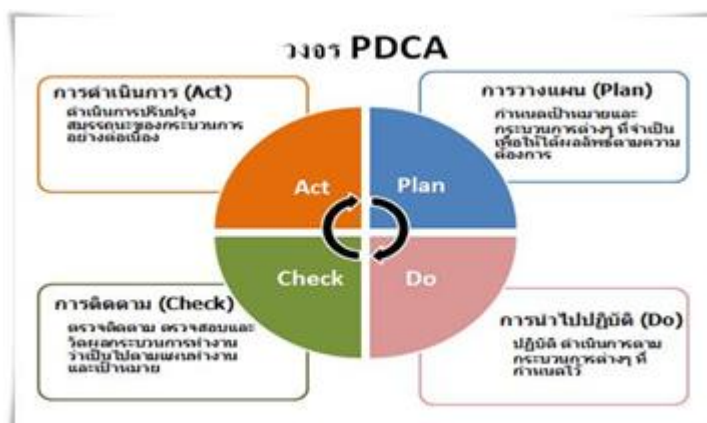 วงจร PDCA
การดำเนินการ (Act)
ดำเนินการปรับปรุง
สมรรถนะของกระบวนการ
อย่างต่อเนื่อง
การวางแผน (Plan)
กำหนดเป้าหมายและ
กระบวนการต่างๆ ที่จำเป็น
เพื่อให้ได้ผลลัพธ์ตามความ
ต้องการ
Act
Plan
Check
Do
การติดตาม (Check)
ตรวจติดตาม ตรวจสอบและ
วัดผลกระบวนการทำงาน
ว่าเป็นไปตามแผนทำงาน
และเป้าหมาย
การนำไปปฏิบัติ (Do)
ปฏิบัติ ดำเนินการตาม
กระบวนการต่างๆ ที่
กำหนดไว้